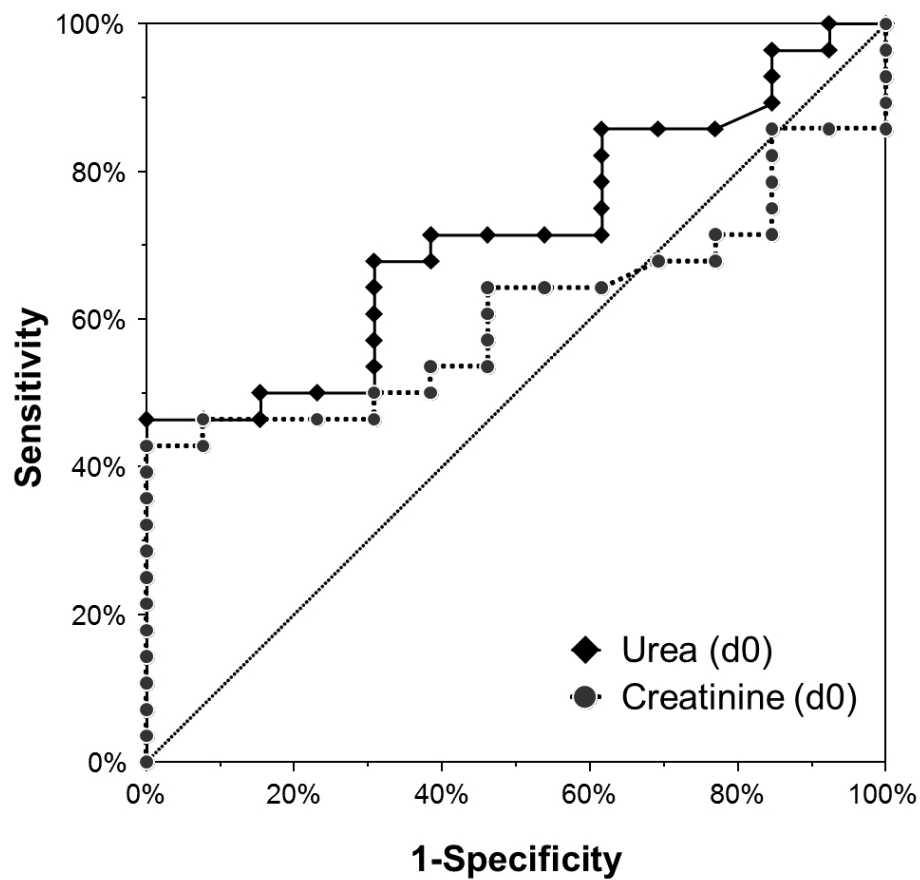 100%
80%
60%
40%
20%
0%
Sensitivity
Urea (d0)
Creatinine (d0)
0% 20% 40% 60% 80% 100%
1-Specificity